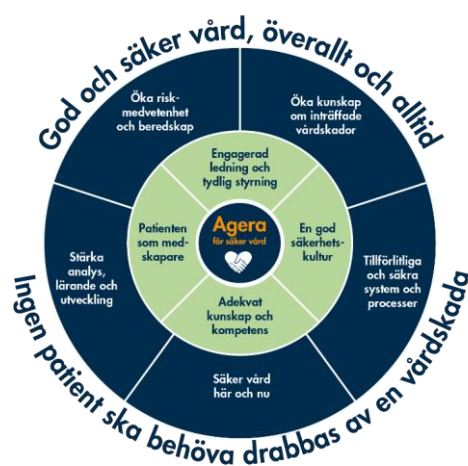 God och säker vård, överallt och alltid
Öka risk-
medvetenhet
och beredskap
Öka kunskap
om inträffade
vårdskador
Engagerad
ledning och
tydlig styrning
Patienten
som med-
skapare
Agera
för säker vård
En god
säkerhets-
kultur
Stärka
analys,
lärande och
utveckling
Tillförlitliga
och säkra
system och
processer
Adekvat
kunskap och
kompetens
Säker vård
här och nu
Ingen patient ska behöva drabbas av en vårdskada